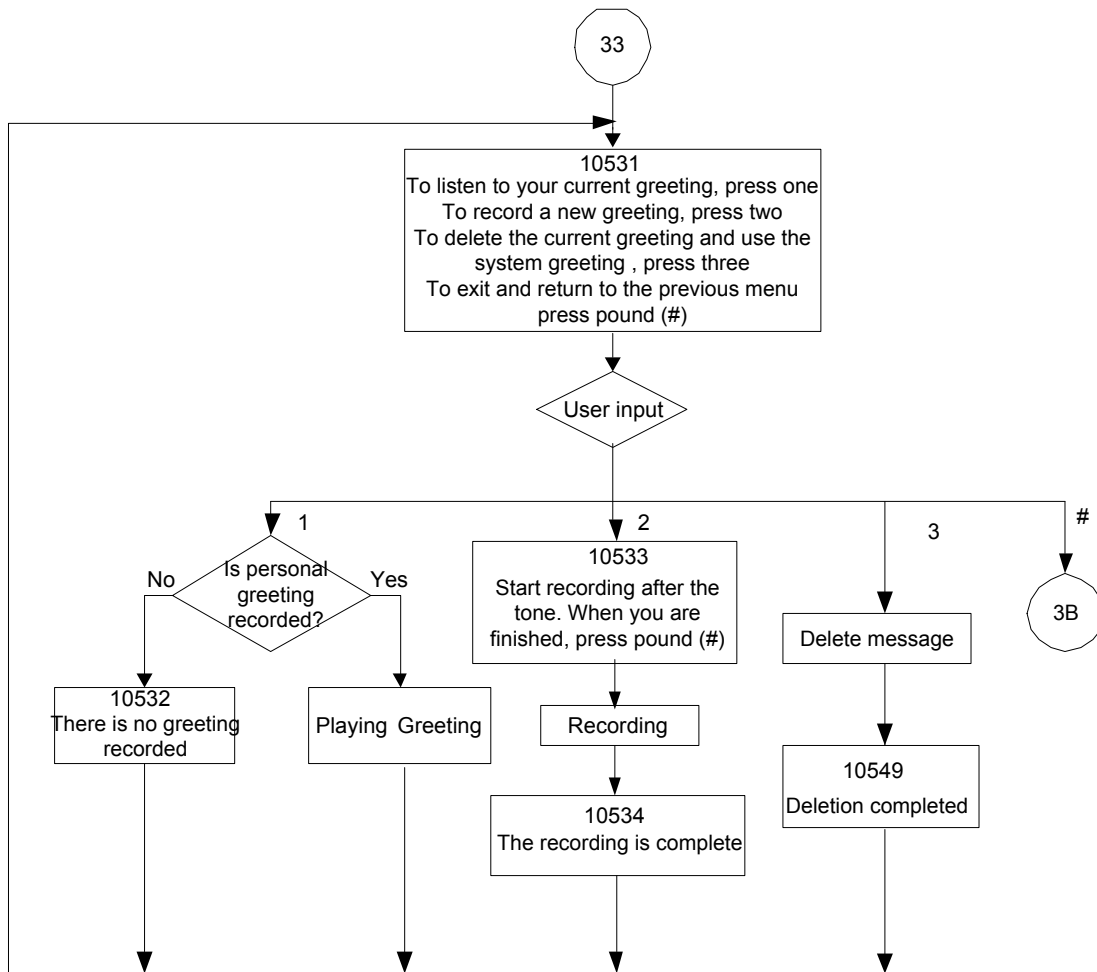 33
10531
To listen to your current greeting, press one
To record a new greeting, press two
To delete the current greeting and use the
system greeting , press three
To exit and return to the previous menu
press pound (#)
User input
1
2
3
#
No
Is personal
greeting
recorded?
Yes
10533
Start recording after the
tone. When you are
finished, press pound (#)
3B
Delete message
10532
There is no greeting
recorded
Playing Greeting
Recording
10549
Deletion completed
10534
The recording is complete